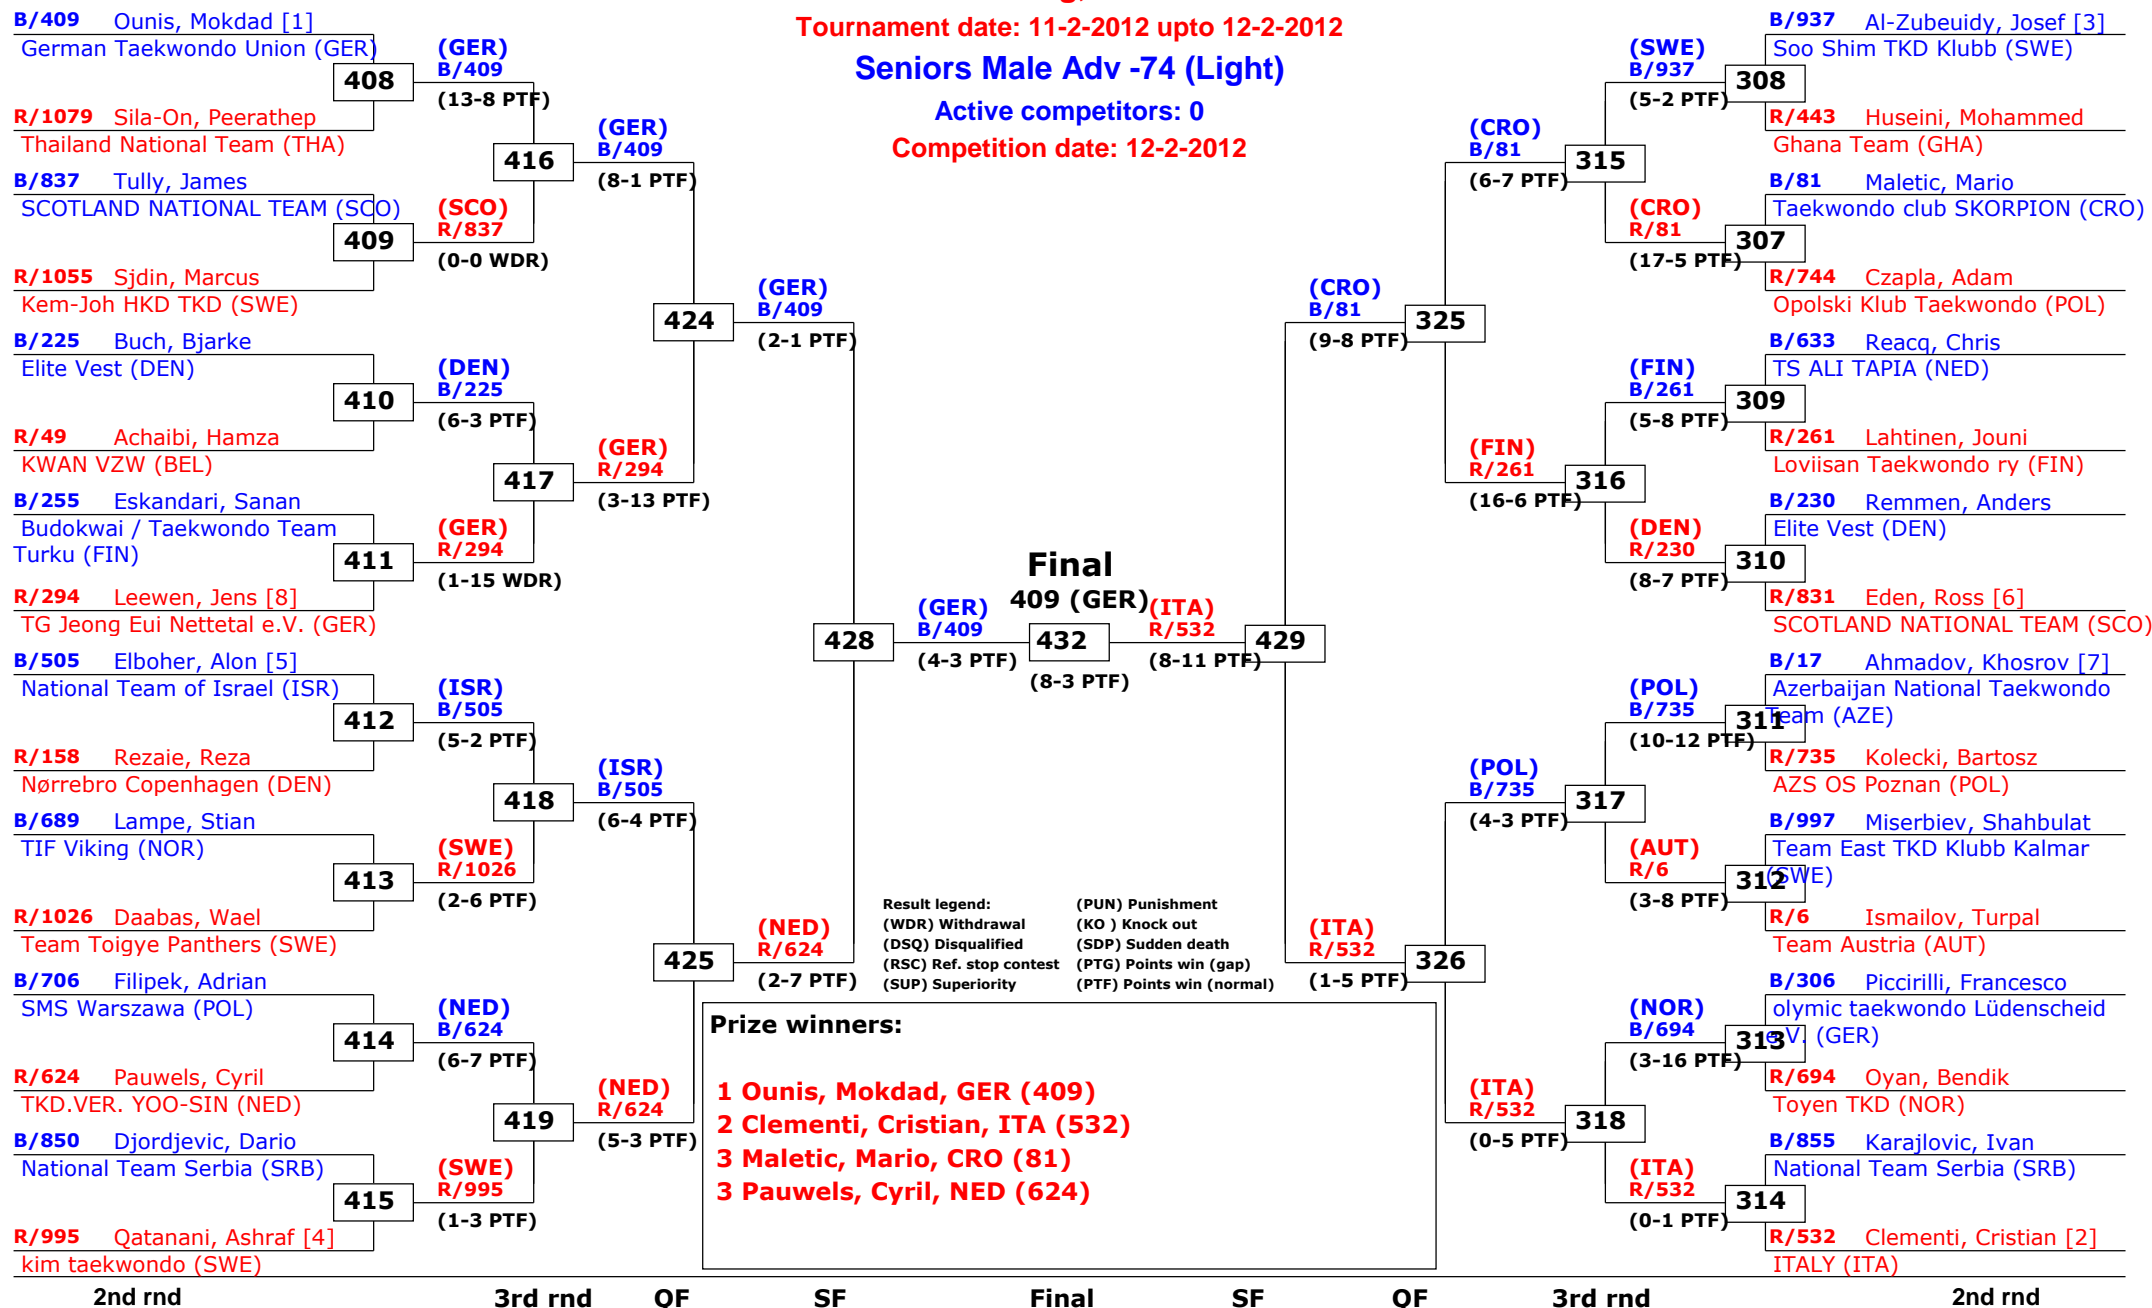 Tournament date: 11-2-2012 upto 12-2-2012
Seniors Male Adv -74 (Light)
Active competitors: 0
Competition date: 12-2-2012
B/409 Ounis, Mokdad [1]
German Taekwondo Union (GER)
408
R/1079 Sila-On, Peerathep
Thailand National Team (THA)
B/837 Tully, James
SCOTLAND NATIONAL TEAM (SCO)
409
R/1055 Sjdin, Marcus
Kem-Joh HKD TKD (SWE)
B/225 Buch, Bjarke
Elite Vest (DEN)
410
R/49 Achaibi, Hamza
KWAN VZW (BEL)
B/255 Eskandari, Sanan
Budokwai / Taekwondo Team
Turku (FIN)
411
R/294 Leewen, Jens [8]
TG Jeong Eui Nettetal e.V. (GER)
B/505 Elboher, Alon [5]
National Team of Israel (ISR)
412
R/158 Rezaie, Reza
Nørrebro Copenhagen (DEN)
B/689 Lampe, Stian
TIF Viking (NOR)
413
R/1026 Daabas, Wael
Team Toigye Panthers (SWE)
B/706 Filipek, Adrian
SMS Warszawa (POL)
414
R/624 Pauwels, Cyril
TKD.VER. YOO-SIN (NED)
B/850 Djordjevic, Dario
National Team Serbia (SRB)
415
R/995 Qatanani, Ashraf [4]
kim taekwondo (SWE)
(GER)
B/409
(13-8 PTF)
416
(SCO)
R/837
(0-0 WDR)
(DEN)
B/225
(6-3 PTF)
417
(GER)
R/294
(1-15 WDR)
(ISR)
B/505
(5-2 PTF)
418
(SWE)
R/1026
(2-6 PTF)
(NED)
B/624
(6-7 PTF)
419
(SWE)
R/995
(1-3 PTF)
(GER)
B/409
(8-1 PTF)
424
(GER)
R/294
(3-13 PTF)
(ISR)
B/505
(6-4 PTF)
425
(NED)
R/624
(5-3 PTF)
(GER)
B/409
(2-1 PTF)
428
(NED)
R/624
(2-7 PTF)
(GER)
B/409
(4-3 PTF)
Final
409 (GER)
432
(8-3 PTF)
(ITA)
R/532
(8-11 PTF)
429
(CRO)
B/81
(9-8 PTF)
325
(ITA)
R/532
(1-5 PTF)
326
(CRO)
B/81
(6-7 PTF)
315
(FIN)
R/261
(16-6 PTF)
316
(POL)
B/735
(4-3 PTF)
317
(ITA)
R/532
(0-5 PTF)
318
(SWE)
B/937
(5-2 PTF)
308
(CRO)
R/81
(17-5 PTF)
307
(FIN)
B/261
(5-8 PTF)
309
(DEN)
R/230
(8-7 PTF)
310
(POL)
B/735
(10-12 PTF)
311
(AUT)
R/6
(3-8 PTF)
312
(NOR)
B/694
(3-16 PTF)
313
(ITA)
R/532
(0-1 PTF)
314
B/937 Al-Zubeuidy, Josef [3]
Soo Shim TKD Klubb (SWE)
R/443 Huseini, Mohammed
Ghana Team (GHA)
B/81 Maletic, Mario
Taekwondo club SKORPION (CRO)
R/744 Czapla, Adam
Opolski Klub Taekwondo (POL)
B/633 Reacq, Chris
TS ALI TAPIA (NED)
R/261 Lahtinen, Jouni
Loviisan Taekwondo ry (FIN)
B/230 Remmen, Anders
Elite Vest (DEN)
R/831 Eden, Ross [6]
SCOTLAND NATIONAL TEAM (SCO)
B/17 Ahmadov, Khosrov [7]
Azerbaijan National Taekwondo
Team (AZE)
R/735 Kolecki, Bartosz
AZS OS Poznan (POL)
B/997 Miserbiev, Shahbulat
Team East TKD Klubb Kalmar
(SWE)
R/6 Ismailov, Turpal
Team Austria (AUT)
B/306 Piccirilli, Francesco
olymic taekwondo Lüdenscheid
e.V. (GER)
R/694 Oyan, Bendik
Toyen TKD (NOR)
B/855 Karajlovic, Ivan
National Team Serbia (SRB)
R/532 Clementi, Cristian [2]
ITALY (ITA)
Result legend:
(WDR) Withdrawal
(DSQ) Disqualified
(RSC) Ref. stop contest
(SUP) Superiority
(PUN) Punishment
(KO ) Knock out
(SDP) Sudden death
(PTG) Points win (gap)
(PTF) Points win (normal)
Prize winners:
1 Ounis, Mokdad, GER (409)
2 Clementi, Cristian, ITA (532)
3 Maletic, Mario, CRO (81)
3 Pauwels, Cyril, NED (624)
2nd rnd 3rd rnd QF SF Final SF QF 3rd rnd 2nd rnd